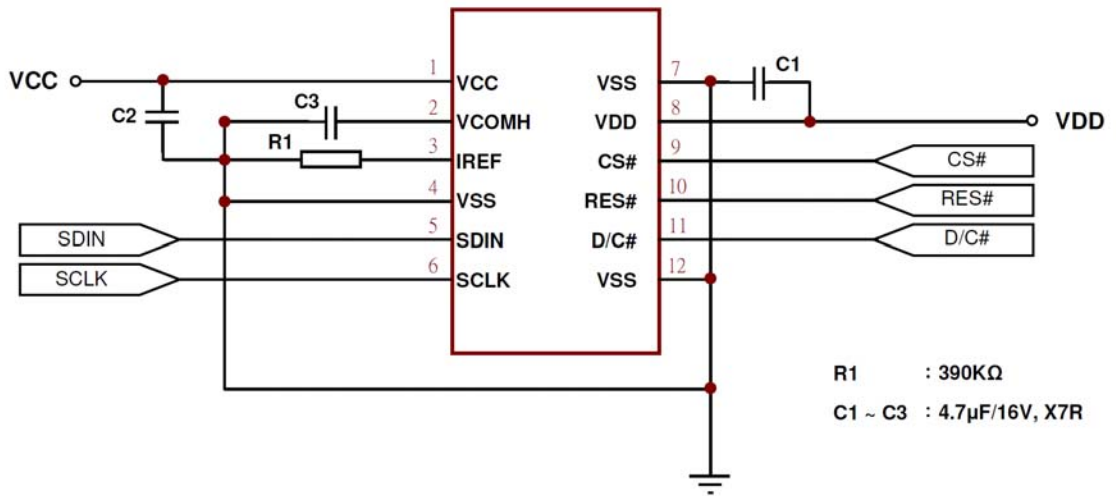 VCC
C2
C3
R1
SDIN
SCLK
1 VCC
2 VCOMH
3 IREF
4 VSS
5 SDIN
6 SCLK
VSS 7
VDD 8
CS# 9
RES# 10
D/C# 11
VSS 12
C1
VDD
CS#
RES#
D/C#
R1 : 390KΩ
C1 ~ C3 : 4.7µF/16V, X7R